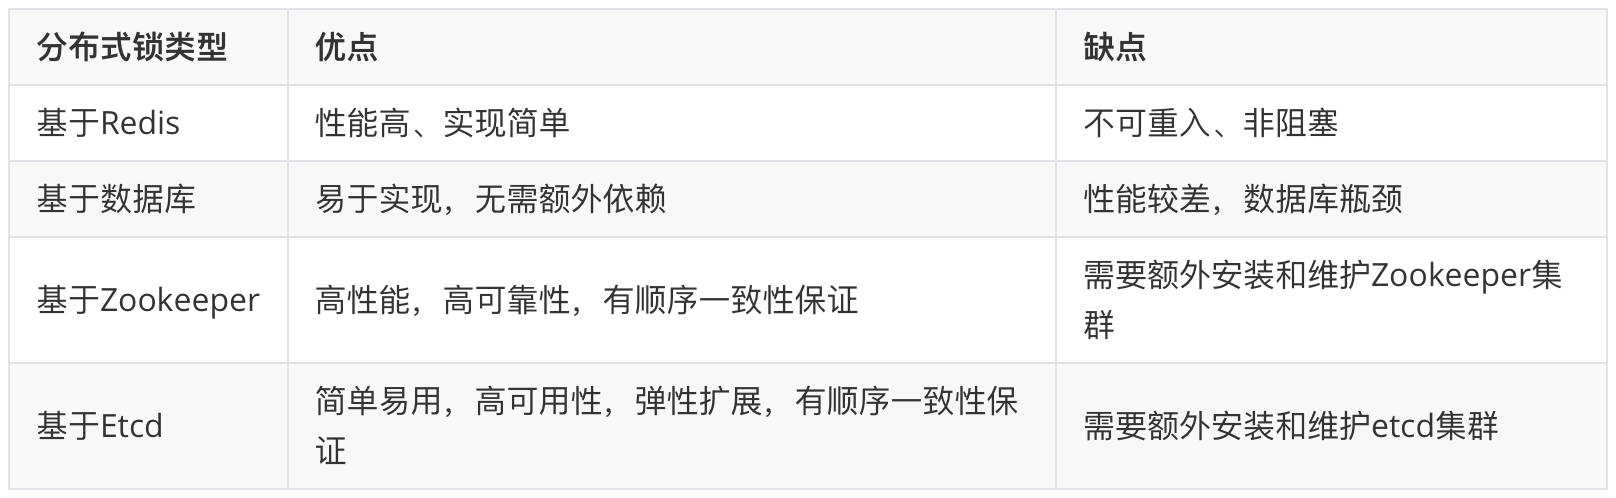 分布式锁类型 优点 缺点
基于Redis 性能高、实现简单 不可重入、非阻塞
基于数据库 易于实现，无需额外依赖 性能较差，数据库瓶颈
基于Zookeeper 高性能，高可靠性，有顺序一致性保证 需要额外安装和维护Zookeeper集
群
基于Etcd 简单易用，高可用性，弹性扩展，有顺序一致性保
证 需要额外安装和维护etcd集群